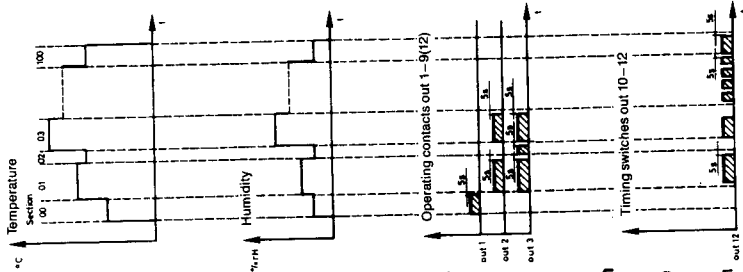 Temperature
°C
Section
00
01
02
03
100
t
Humidity
%rH
t
Operating contacts out 1–9(12)
t
5s
5s
5s
5s
5s
5s
out 1
out 2
out 3
Timing switches out 10–12
t
5s
5s
5s
out 12